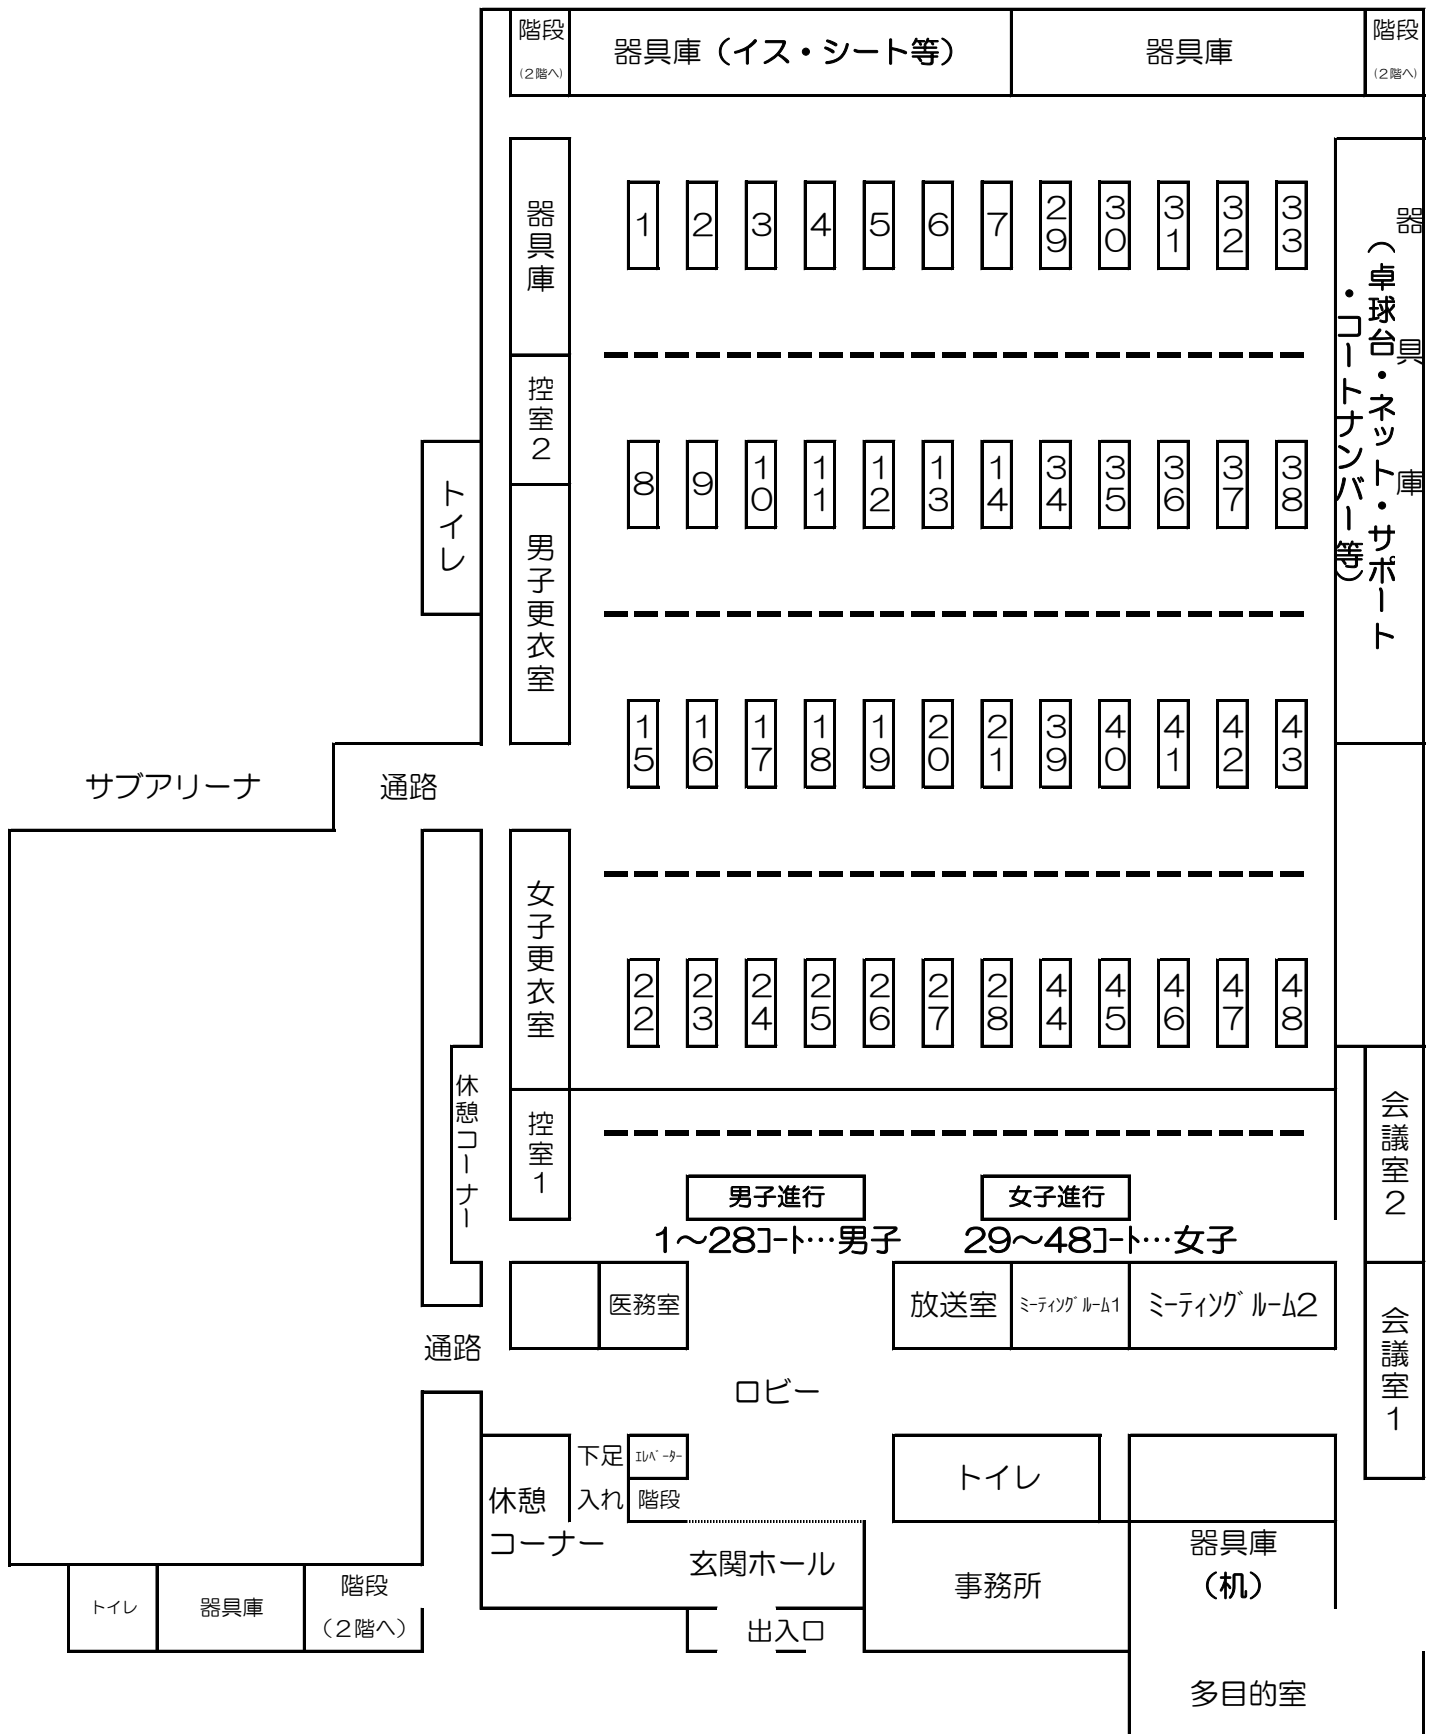 階段
(2階へ)
器具庫（イス・シート等）
器具庫
階段
(2階へ)
器具庫
1
2
3
4
5
6
7
29
30
31
32
33
器具庫
（卓球台・ネット・サポート
・コートナンバー等）
控室2
トイレ
8
9
10
11
12
13
14
34
35
36
37
38
男子更衣室
15
16
17
18
19
20
21
39
40
41
42
43
サブアリーナ
通路
女子更衣室
22
23
24
25
26
27
28
44
45
46
47
48
休憩コーナー
控室1
会議室2
男子進行
女子進行
1～28ｺｰﾄ…男子
29～48ｺｰﾄ…女子
医務室
放送室
ﾐｰﾃｨﾝｸﾞﾙｰﾑ1
ﾐｰﾃｨﾝｸﾞﾙｰﾑ2
会議室1
通路
ロビー
下足
入れ
ｴﾚﾍﾞｰﾀｰ
階段
トイレ
休憩
コーナー
玄関ホール
事務所
器具庫
（机）
トイレ
器具庫
階段
（2階へ）
出入口
多目的室